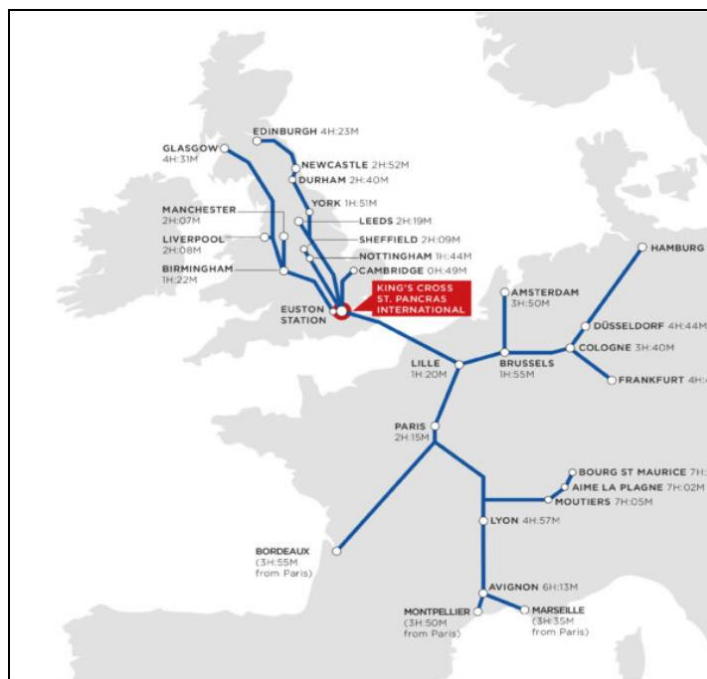 EDINBURGH 4H:23M
GLASGOW
4H:31M
NEWCASTLE 2H:52M
DURHAM 2H:40M
YORK 1H:51M
MANCHESTER
2H:07M
LEEDS 2H:19M
LIVERPOOL
2H:08M
SHEFFIELD 2H:09M
NOTTINGHAM 1H:44M
BIRMINGHAM
1H:22M
CAMBRIDGE 0H:49M
KING'S CROSS
ST. PANCRAS
INTERNATIONAL
EUSTON
STATION
HAMBURG
AMSTERDAM
3H:50M
DÜSSELDORF 4H:44M
COLOGNE 3H:40M
LILLE
1H:20M
BRUSSELS
1H:55M
FRANKFURT 4H:
PARIS
2H:15M
BOURG ST MAURICE 7H:
AIME LA PLAGNE 7H:02M
MOUTIERS 7H:05M
LYON 4H:57M
BORDEAUX
(3H:55M
from Paris)
AVIGNON 6H:13M
MONTPELLIER
(3H:50M
from Paris)
MARSEILLE
(3H:35M
from Paris)